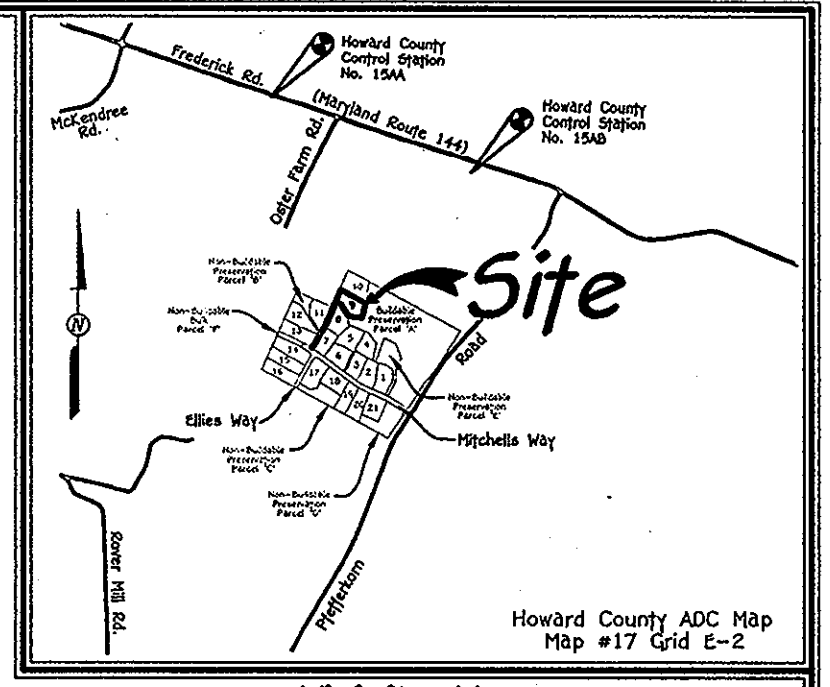 Howard County
Control Station
No. 15AA
Frederick Rd.
(Maryland Route 144)
Howard County
Control Station
No. 15AB
McKendree
Rd.
Oster Farm Rd.
Non-Buildable
Preservation
Parcel "B"
Site
10
9
Buildable
Preservation
Parcel "A"
11
12
8
Non-Buildable
Bulk
Parcel "F"
13
7
5
4
14
6
3
2
1
15
16
17
18
19
20
21
Road
Non-Buildable
Preservation
Parcel "E"
N
Ellies Way
Mitchells Way
Non-Buildable
Preservation
Parcel "C"
Non-Buildable
Preservation
Parcel "G"
Rover Mill Rd.
Pfefferkorn
Howard County ADC Map
Map #17 Grid E-2